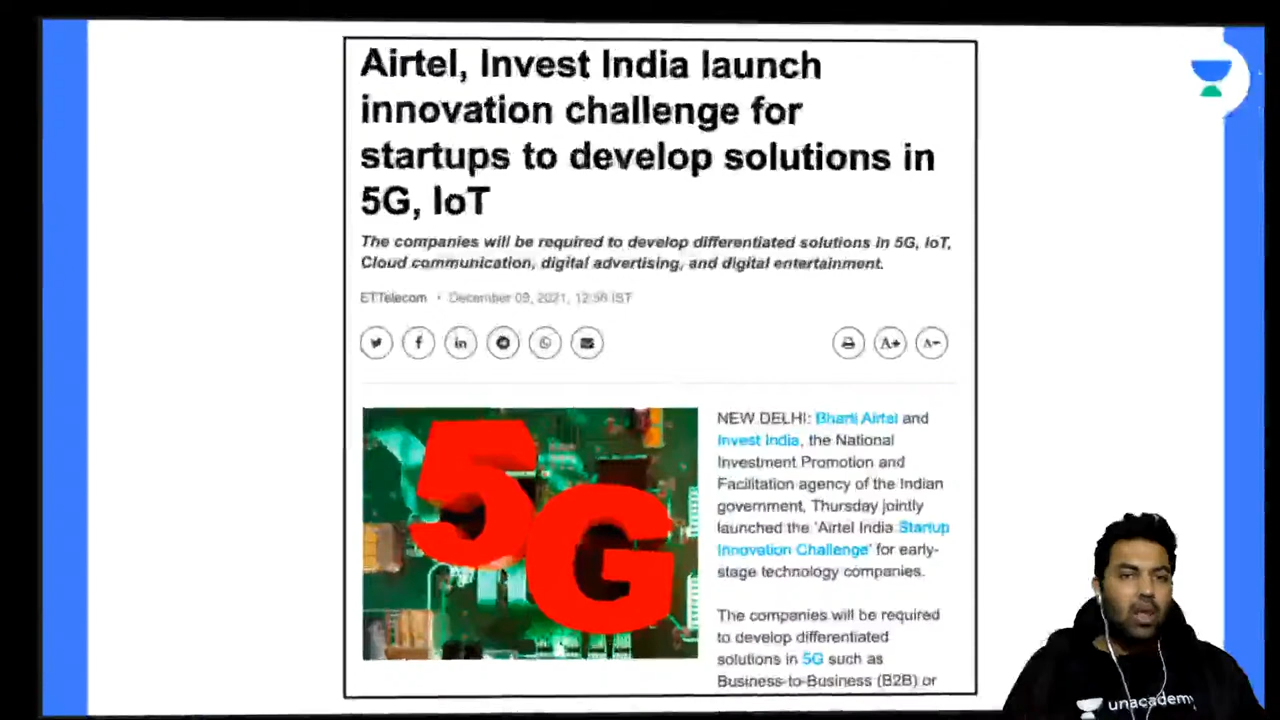 Airtel, Invest India launch
innovation challenge for
startups to develop solutions in
5G, IoT
The companies will be required to develop differentiated solutions in 5G, IoT,
Cloud communication, digital advertising, and digital entertainment.
ETTelecom • December 09, 2021, 12:56 IST
A+ A-
5G
NEW DELHI: Bharti Airtel and
Invest India, the National
Investment Promotion and
Facilitation agency of the Indian
government, Thursday jointly
launched the 'Airtel India Startup
Innovation Challenge' for early-
stage technology companies.
The companies will be required
to develop differentiated
solutions in 5G such as
Business-to-Business (B2B) or
unacademy